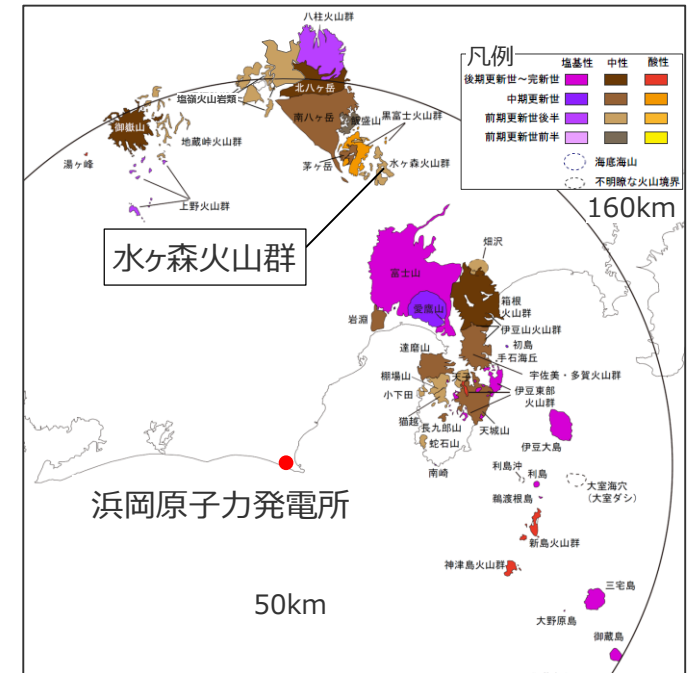 八柱火山群
凡例
塩基性 中性 酸性
後期更新世～完新世
中期更新世
前期更新世後半
前期更新世前半
海底海山
不明瞭な火山境界
160km
塩嶺火山岩類
北八ヶ岳
御嶽山
南八ヶ岳
飯盛山
黒富士火山群
地蔵峠火山群
湯ヶ峰
茅ヶ岳
水ヶ森火山群
上野火山群
水ヶ森火山群
畑沢
富士山
愛鷹山
箱根
火山群
岩淵
伊豆山火山群
初島
達磨山
手石海丘
棚場山
天子
宇佐美・多賀火山群
小下田
伊豆東部
火山群
猫越
長九郎山
天城山
蛇石山
伊豆大島
南崎
利島沖
利島
大室海穴
（大室ダシ）
鵜渡根島
浜岡原子力発電所
新島火山群
神津島火山群
三宅島
50km
大野原島
御蔵島